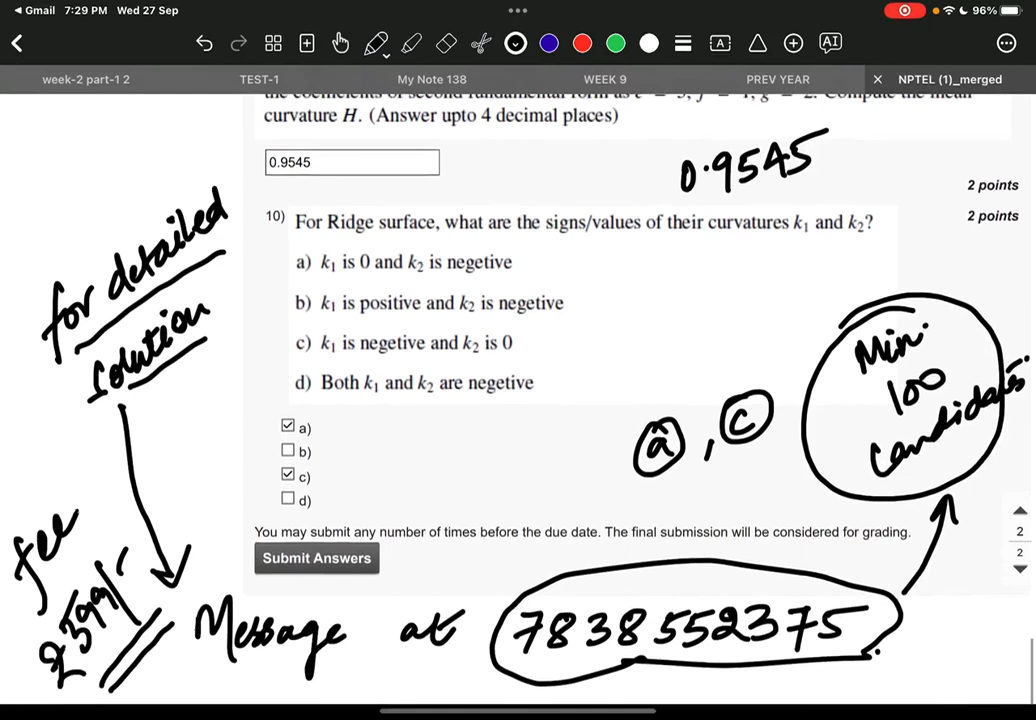 Gmail 7:29 PM Wed 27 Sep
96%
A
AI
week-2 part-1 2 TEST-1 My Note 138 WEEK 9 PREV YEAR × NPTEL (1)_merged
curvature H. (Answer upto 4 decimal places)
0.9545
0.9545
2 points
10) For Ridge surface, what are the signs/values of their curvatures k₁ and k₂?
2 points
a) k₁ is 0 and k₂ is negetive
b) k₁ is positive and k₂ is negetive
c) k₁ is negetive and k₂ is 0
d) Both k₁ and k₂ are negetive
a)
b)
c)
d)
a, c
for detailed
solution
Min.
100
Candidates.
You may submit any number of times before the due date. The final submission will be considered for grading.
Submit Answers
2
2
fee
Message at 7838552375